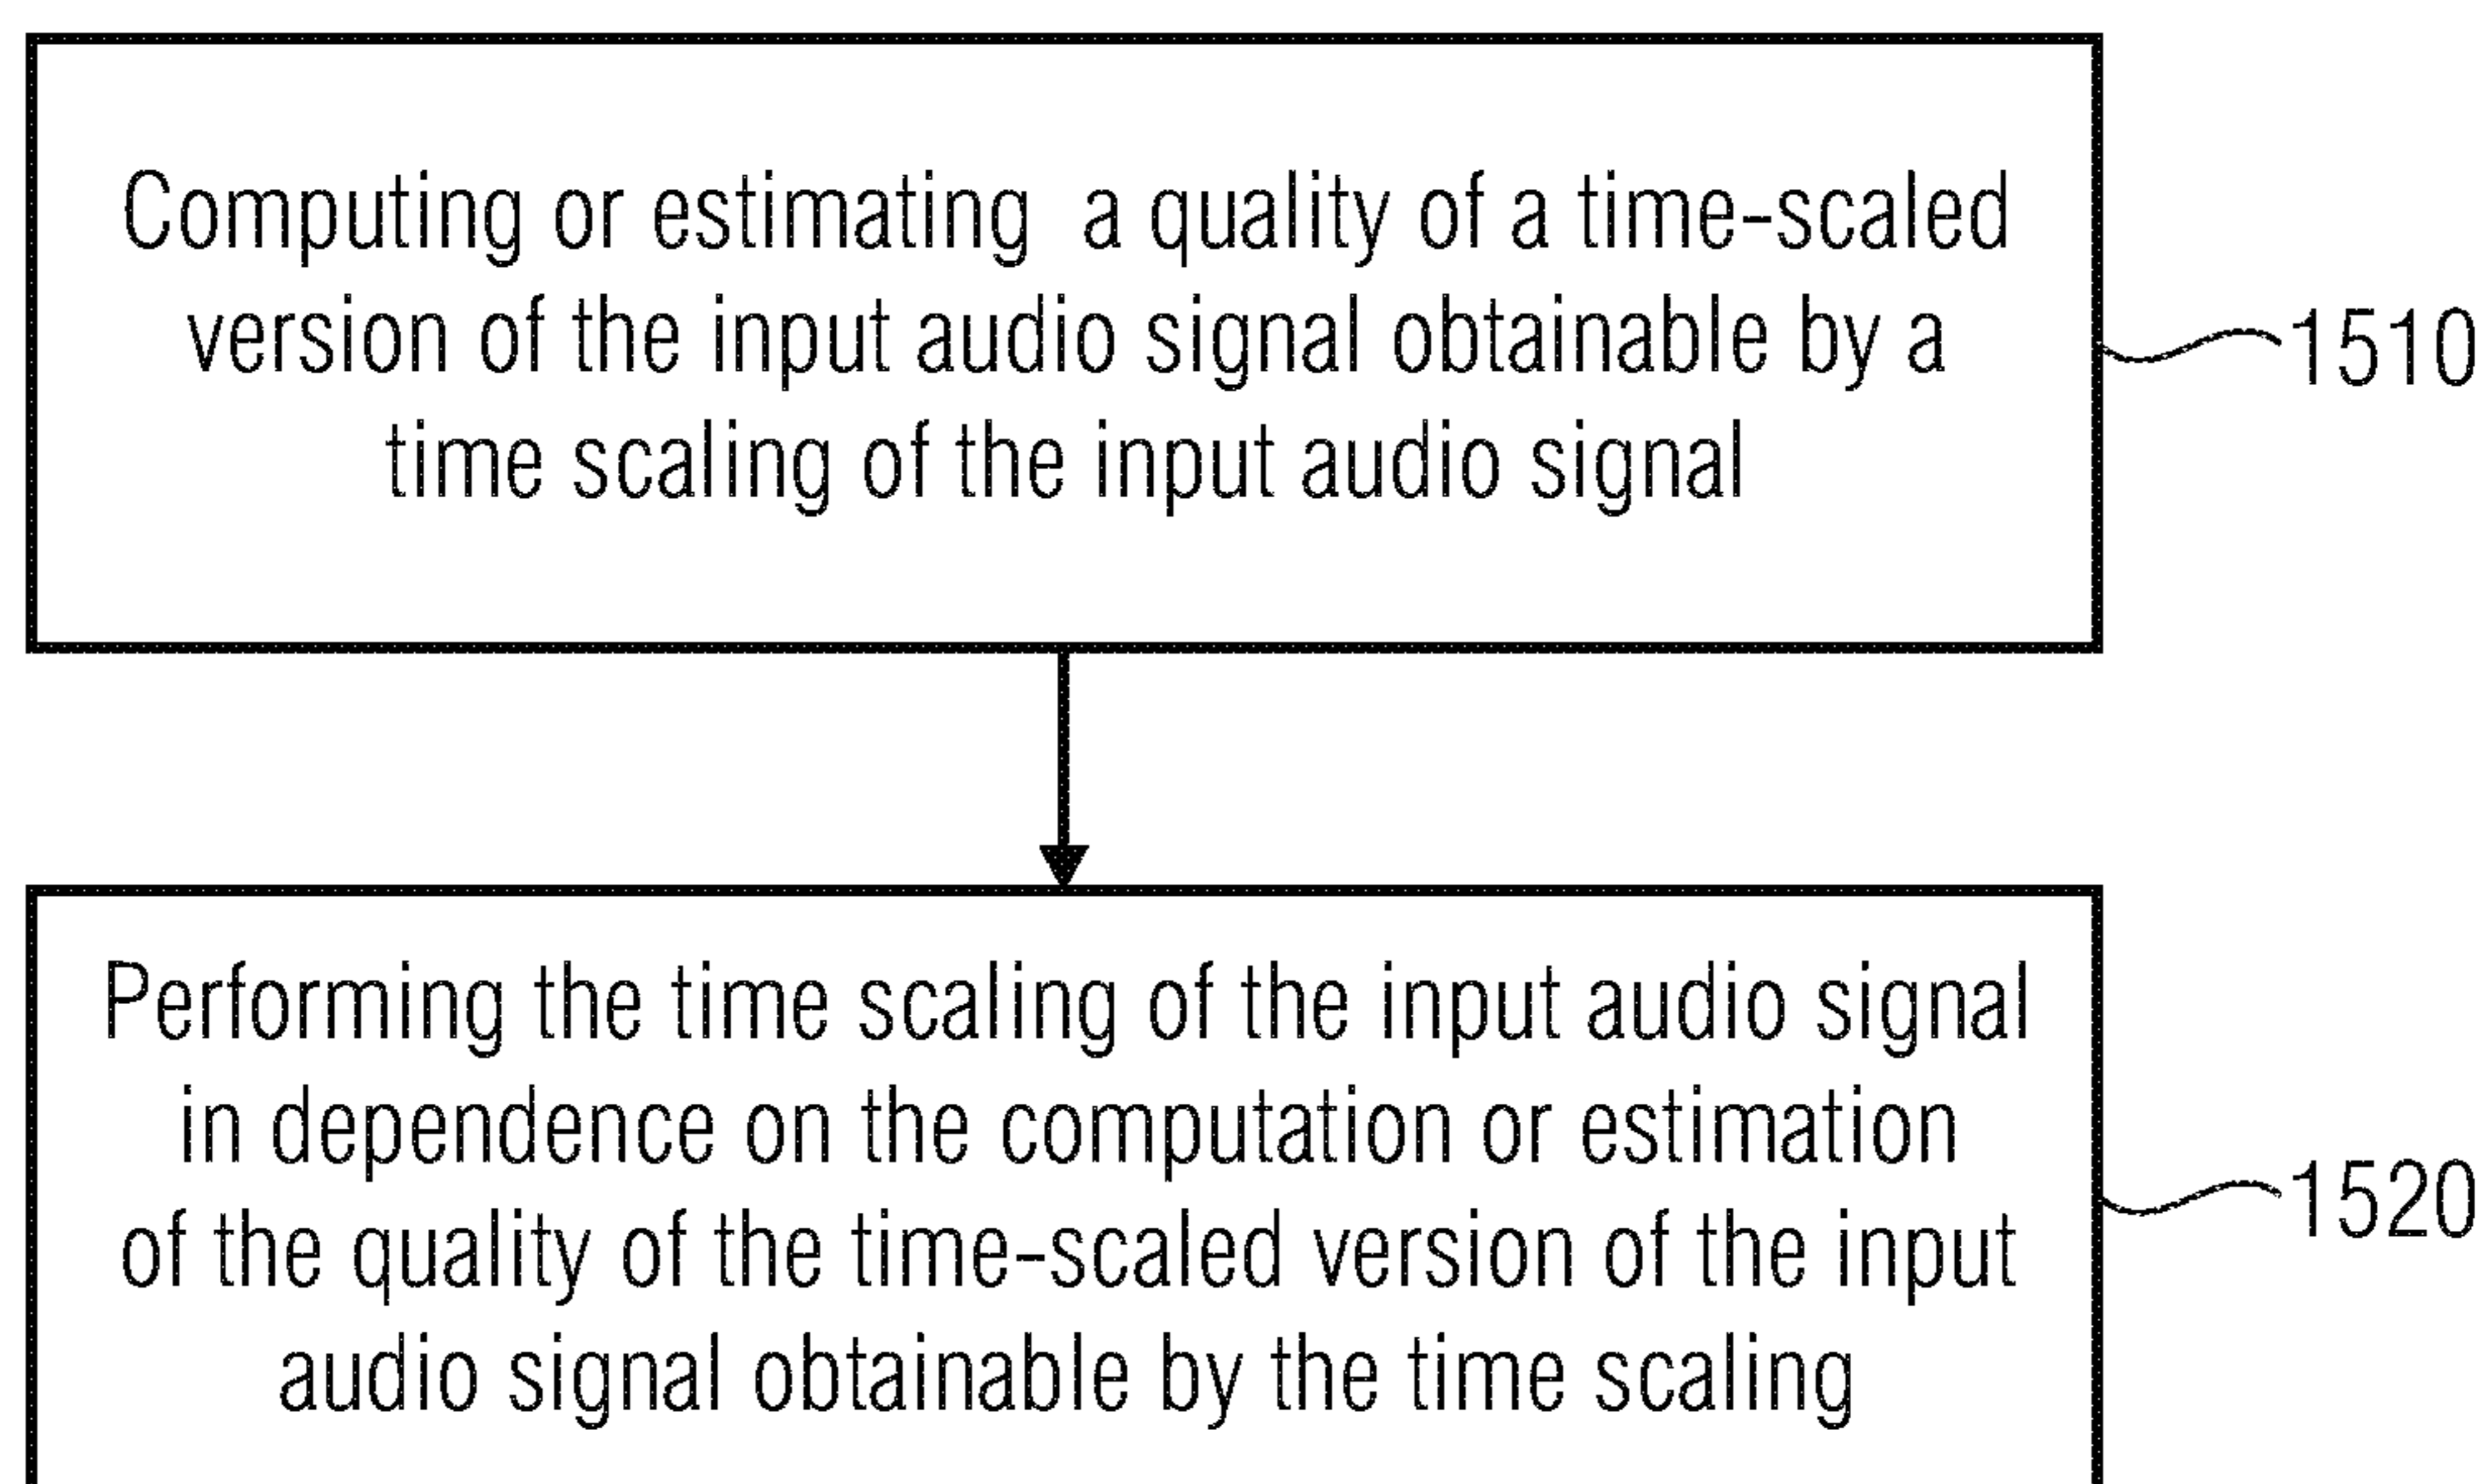 Computing or estimating a quality of a time-scaled
version of the input audio signal obtainable by a
time scaling of the input audio signal
1510
Performing the time scaling of the input audio signal
in dependence on the computation or estimation
of the quality of the time-scaled version of the input
audio signal obtainable by the time scaling
1520